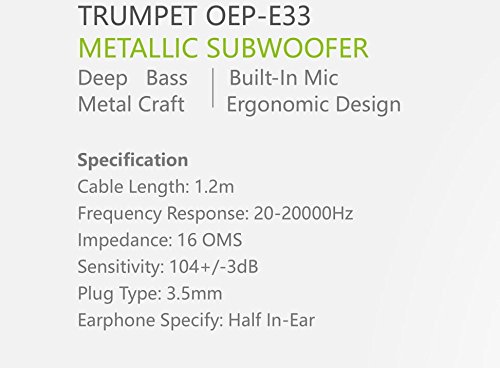 TRUMPET OEP-E33
METALLIC SUBWOOFER
Deep Bass | Built-In Mic
Metal Craft | Ergonomic Design
Specification
Cable Length: 1.2m
Frequency Response: 20-20000Hz
Impedance: 16 OMS
Sensitivity: 104+/-3dB
Plug Type: 3.5mm
Earphone Specify: Half In-Ear